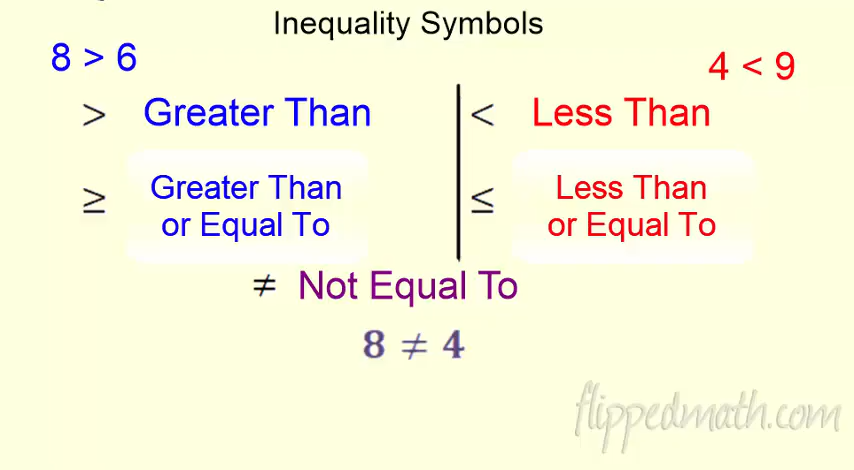 Inequality Symbols
8 > 6
4 < 9
> Greater Than
< Less Than
≥ Greater Than
or Equal To
≤ Less Than
or Equal To
≠ Not Equal To
8 ≠ 4
flippedmath.com